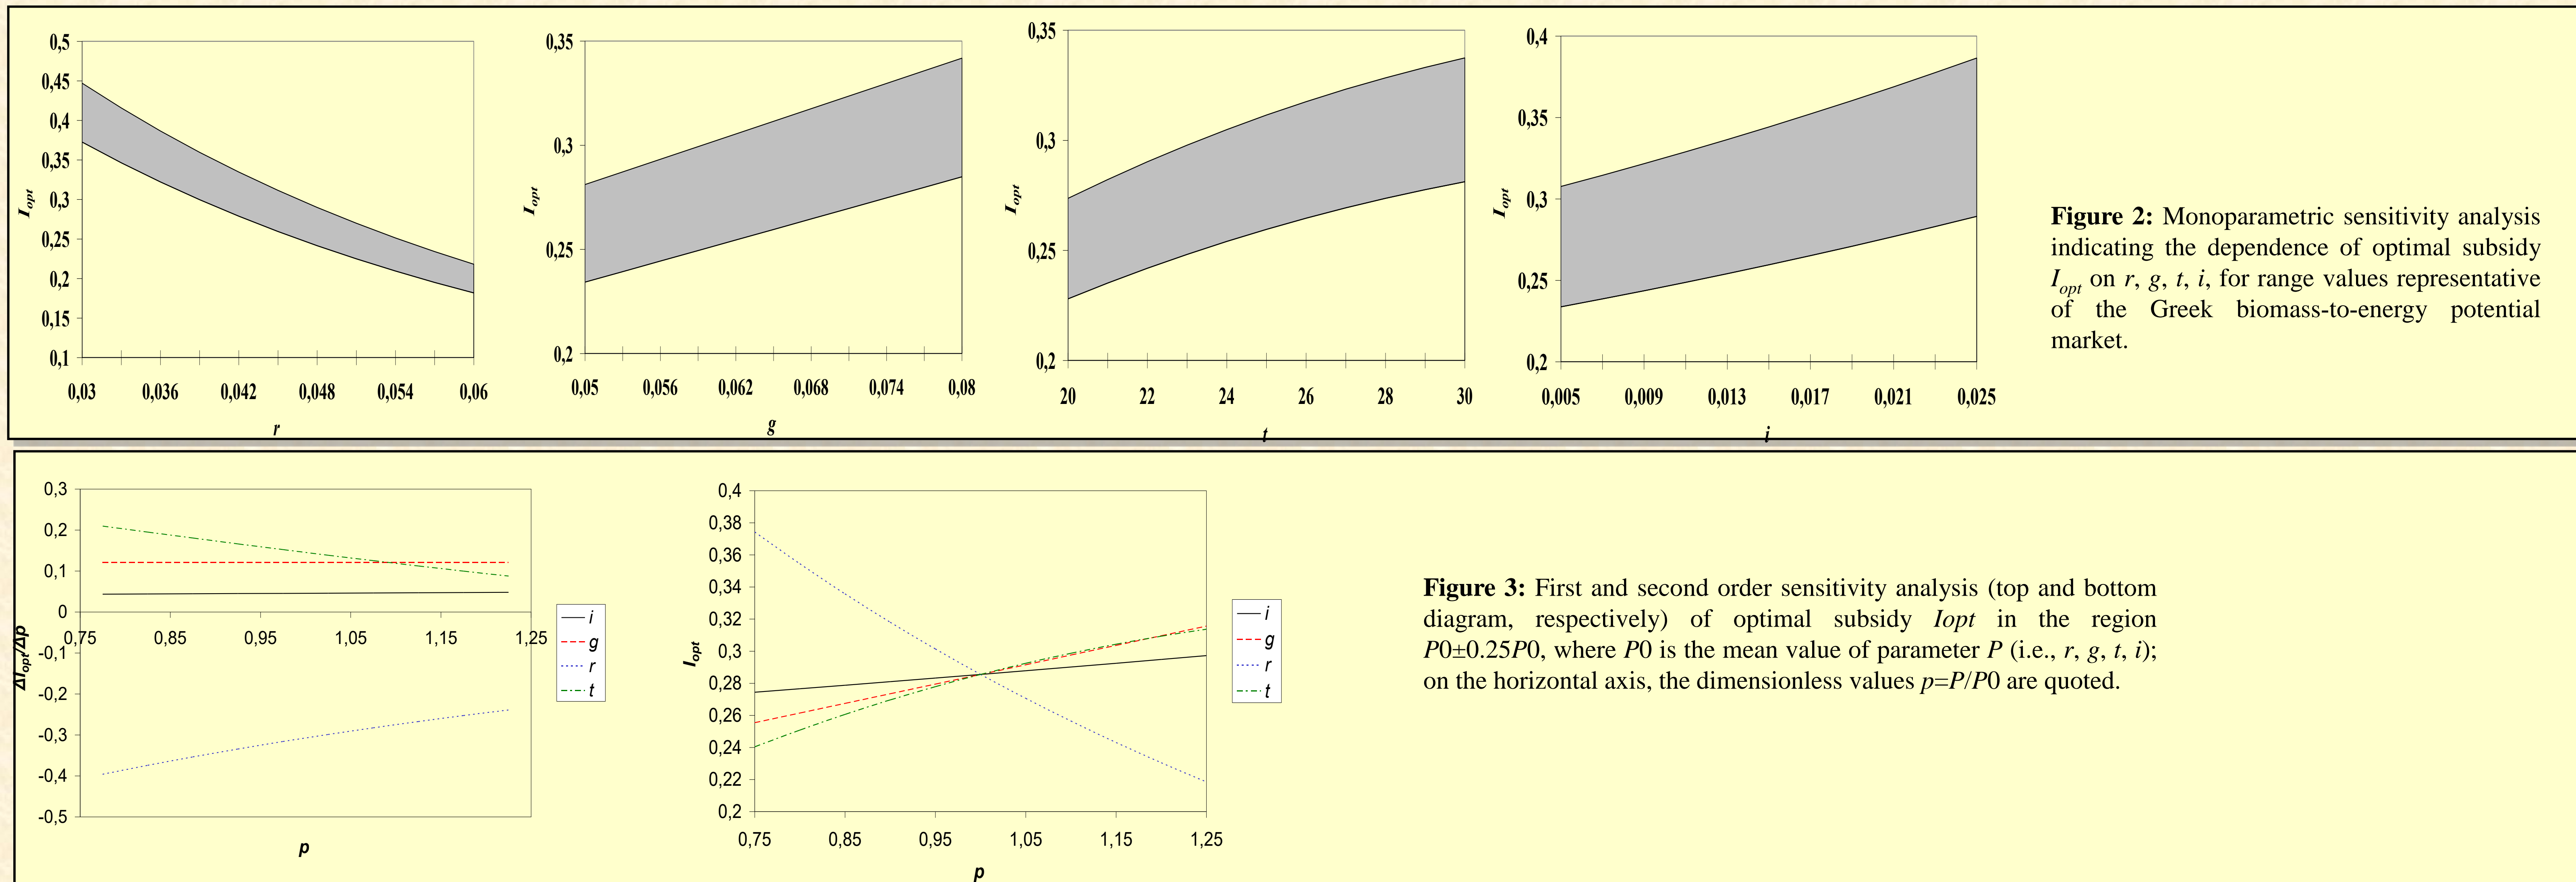 0,5
0,45
0,4
0,35
0,3
0,25
0,2
0,15
0,1
Iopt
0,03 0,036 0,042 0,048 0,054 0,06
r
0,35
0,3
0,25
0,2
Iopt
0,05 0,056 0,062 0,068 0,074 0,08
g
0,35
0,3
0,25
0,2
Iopt
20 22 24 26 28 30
t
0,4
0,35
0,3
0,25
0,2
Iopt
0,005 0,009 0,013 0,017 0,021 0,025
i
Figure 2: Monoparametric sensitivity analysis
indicating the dependence of optimal subsidy
Iopt on r, g, t, i, for range values representative
of the Greek biomass-to-energy potential
market.
0,3
0,2
0,1
0
-0,1
-0,2
-0,3
-0,4
-0,5
ΔIopt/Δp
0,75 0,85 0,95 1,05 1,15 1,25
p
i
g
r
t
0,4
0,38
0,36
0,34
0,32
0,3
0,28
0,26
0,24
0,22
0,2
Iopt
0,75 0,85 0,95 1,05 1,15 1,25
p
i
g
r
t
Figure 3: First and second order sensitivity analysis (top and bottom
diagram, respectively) of optimal subsidy Iopt in the region
P0±0.25P0, where P0 is the mean value of parameter P (i.e., r, g, t, i);
on the horizontal axis, the dimensionless values p=P/P0 are quoted.